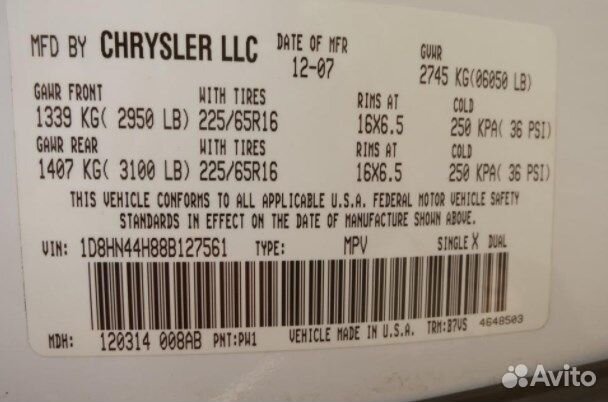 MFD BY CHRYSLER LLC DATE OF MFR GVWR
12-07 2745 KG(06050 LB)
GAWR FRONT WITH TIRES RIMS AT COLD
1339 KG( 2950 LB) 225/65R16 16X6.5 250 KPA( 36 PSI)
GAWR REAR WITH TIRES RIMS AT COLD
1407 KG( 3100 LB) 225/65R16 16X6.5 250 KPA( 36 PSI)
THIS VEHICLE CONFORMS TO ALL APPLICABLE U.S.A. FEDERAL MOTOR VEHICLE SAFETY
STANDARDS IN EFFECT ON THE DATE OF MANUFACTURE SHOWN ABOVE.
VIN: 1D8HN44H88B127561 TYPE: MPV SINGLE X DUAL
MDH: 120314 008AB PNT:PW1 VEHICLE MADE IN U.S.A. TRM:B7VS 4648503
Avito